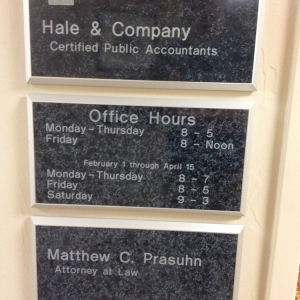 Hale & Company
Certified Public Accountants
Office Hours
Monday - Thursday 8 - 5
Friday 8 - Noon
February 1 through April 15
Monday - Thursday 8 - 7
Friday 8 - 5
Saturday 9 - 3
Matthew C. Prasuhn
Attorney at Law